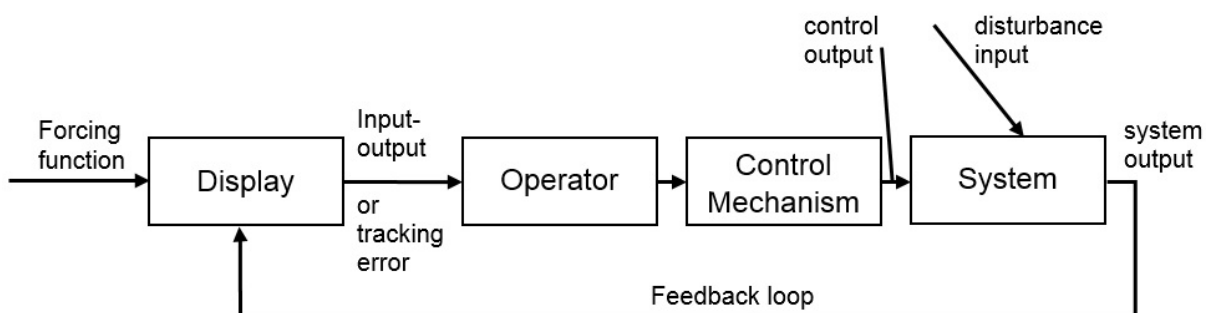 Forcing
function
Display
Input-
output
or
tracking
error
Operator
Control
Mechanism
control
output
disturbance
input
System
system
output
Feedback loop